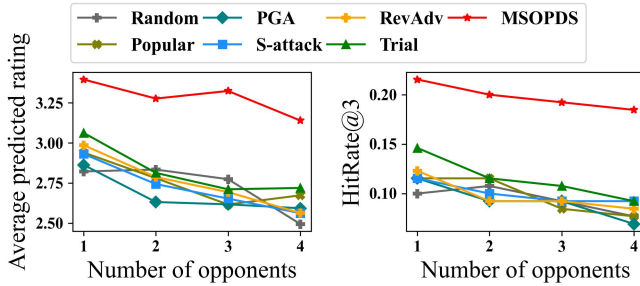 Random PGA RevAdv MSOPDS
Popular S-attack Trial
Average predicted rating
3.25
3.00
2.75
2.50
1 2 3 4
Number of opponents
HitRate@3
0.20
0.15
0.10
1 2 3 4
Number of opponents